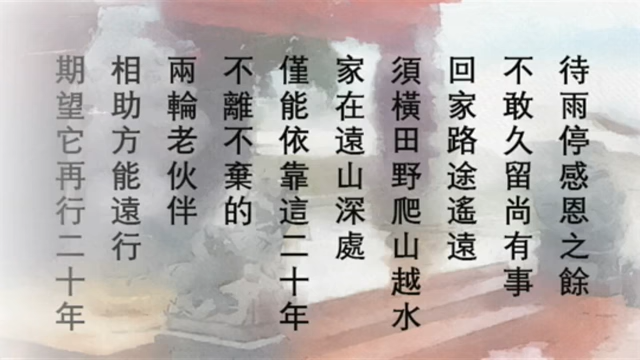 待雨停感恩之餘
不敢久留尚有事
回家路途遙遠
須橫田野爬山越水
家在遠山深處
僅能依靠這二十年
不離不棄的
兩輪老伙伴
相助方能遠行
期望它再行二十年